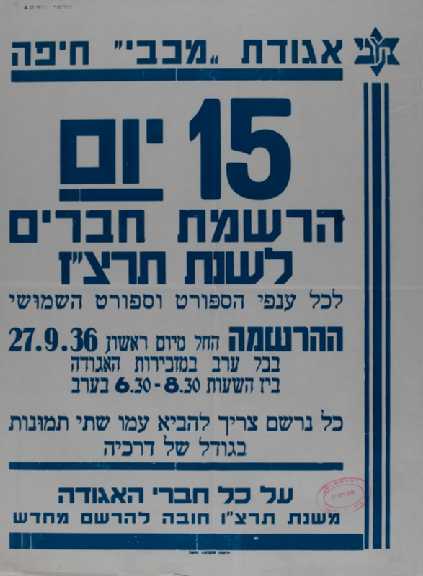 אגודת „מכבי" חיפה
15 יום
הרשמת חברים
לשנת תרצ"ז
לכל ענפי הספורט וספורט השמושי
ההרשמה החל מיום ראשון 27.9.36
בכל ערב במזכירות האגודה
בין השעות 6.30-8.30 בערב
כל נרשם צריך להביא עמו שתי תמונות
בגודל של דרכיה
על כל חברי האגודה
משנת תרצ"ו חובה להרשם מחדש